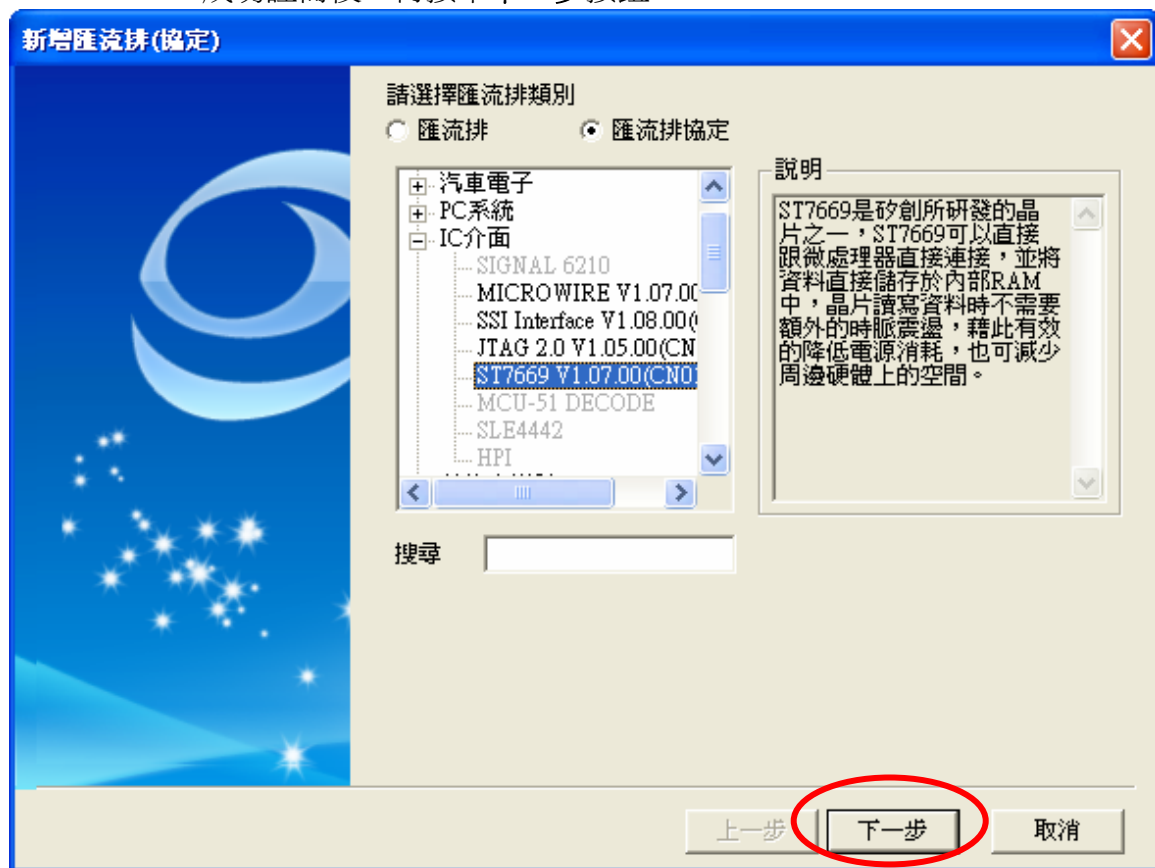 新增匯流排(協定)
請選擇匯流排類別
匯流排
匯流排協定
汽車電子
PC系統
IC介面
SIGNAL 6210
MICROWIRE V1.07.00
SSI Interface V1.08.00(
JTAG 2.0 V1.05.00(CN
ST7669 V1.07.00(CN01
MCU-51 DECODE
SLE4442
HPI
說明
ST7669是矽創所研發的晶
片之一，ST7669可以直接
跟微處理器直接連接，並將
資料直接儲存於內部RAM
中，晶片讀寫資料時不需要
額外的時脈震盪，藉此有效
的降低電源消耗，也可減少
周邊硬體上的空間。
搜尋
上一步
下一步
取消